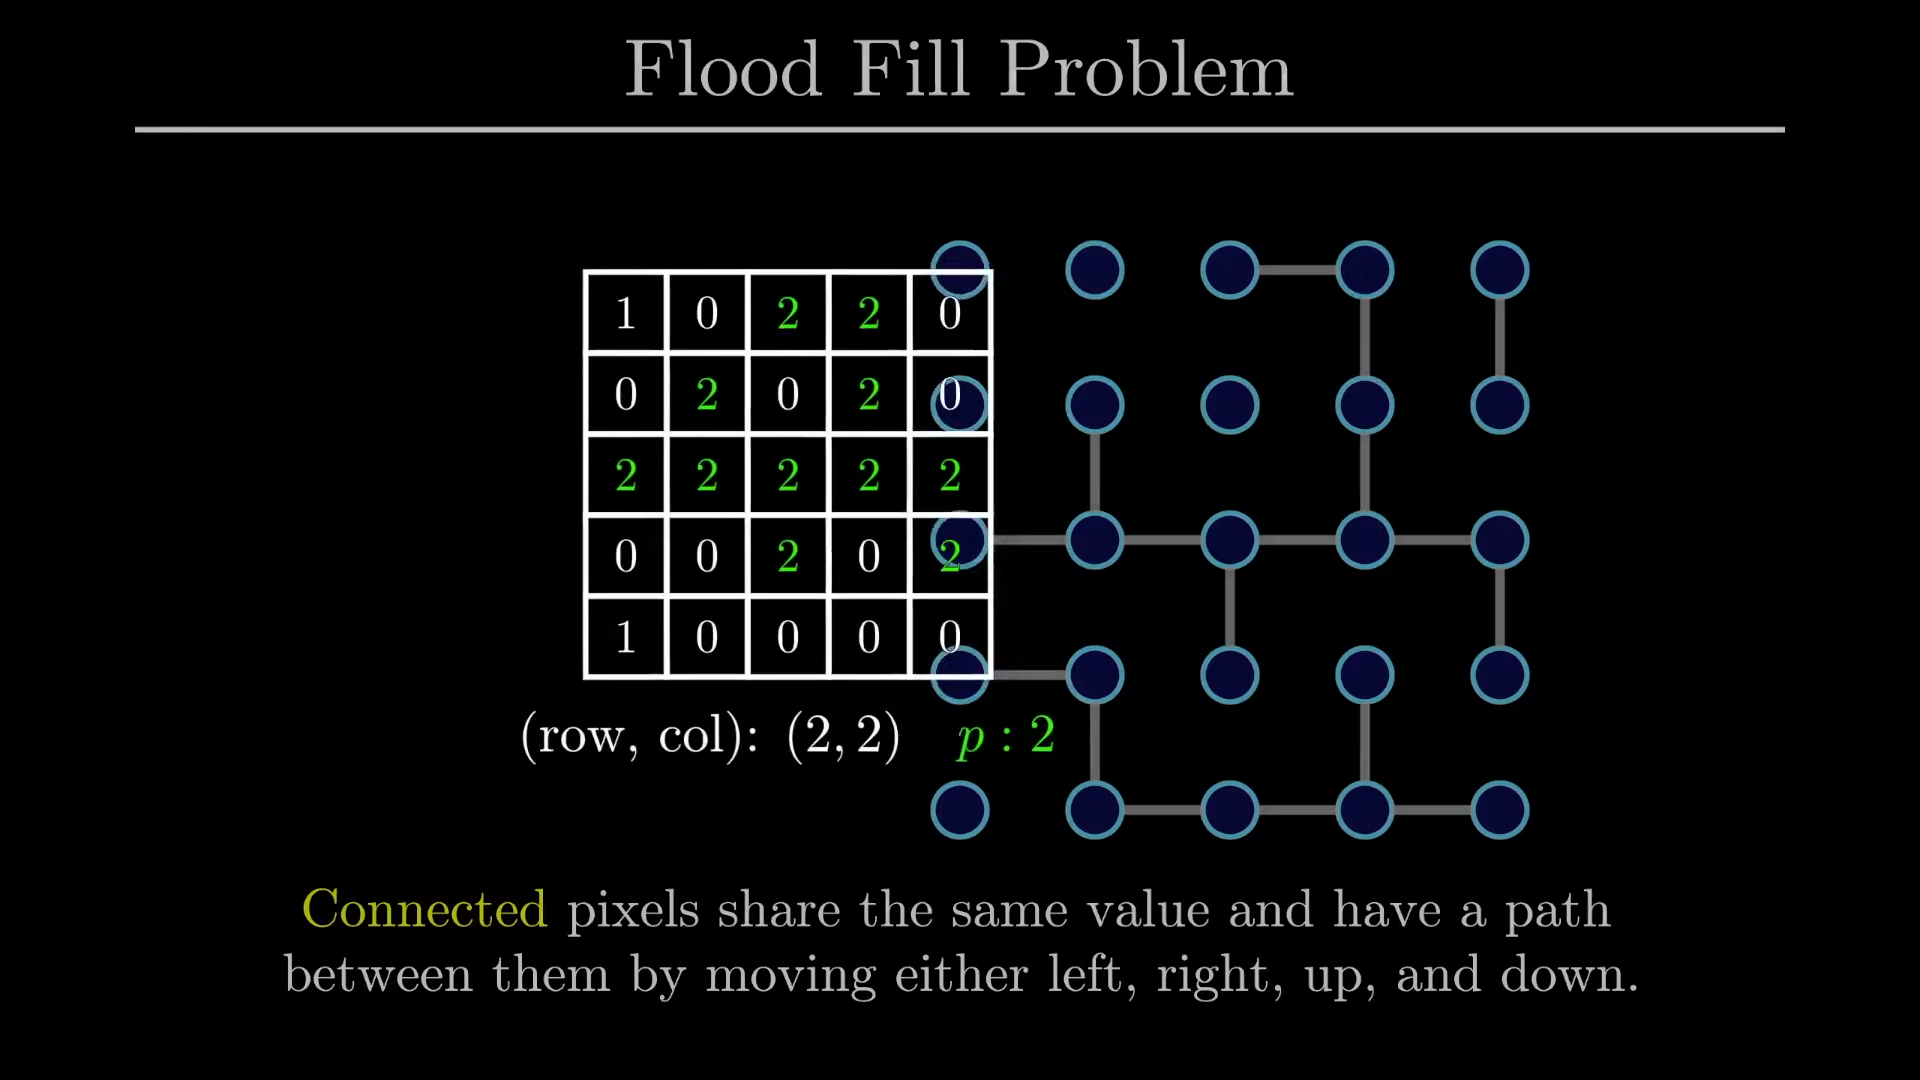 Flood Fill Problem
1 0 2 2 0
0 2 0 2 0
2 2 2 2 2
0 0 2 0 2
1 0 0 0 0
(row, col): (2, 2) p : 2
Connected pixels share the same value and have a path
between them by moving either left, right, up, and down.